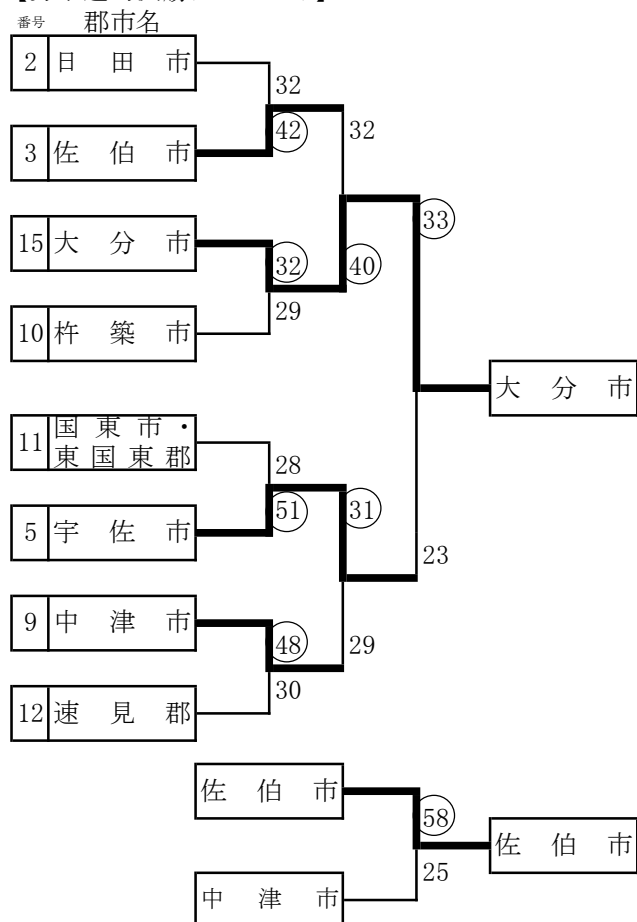 番号 郡市名
2 日田市
32
42
3 佐伯市
32
33
15 大分市
32
40
29
10 杵築市
大分市
11 国東市・
東国東郡
28
51
31
5 宇佐市
23
9 中津市
48
29
30
12 速見郡
佐伯市
58
佐伯市
25
中津市